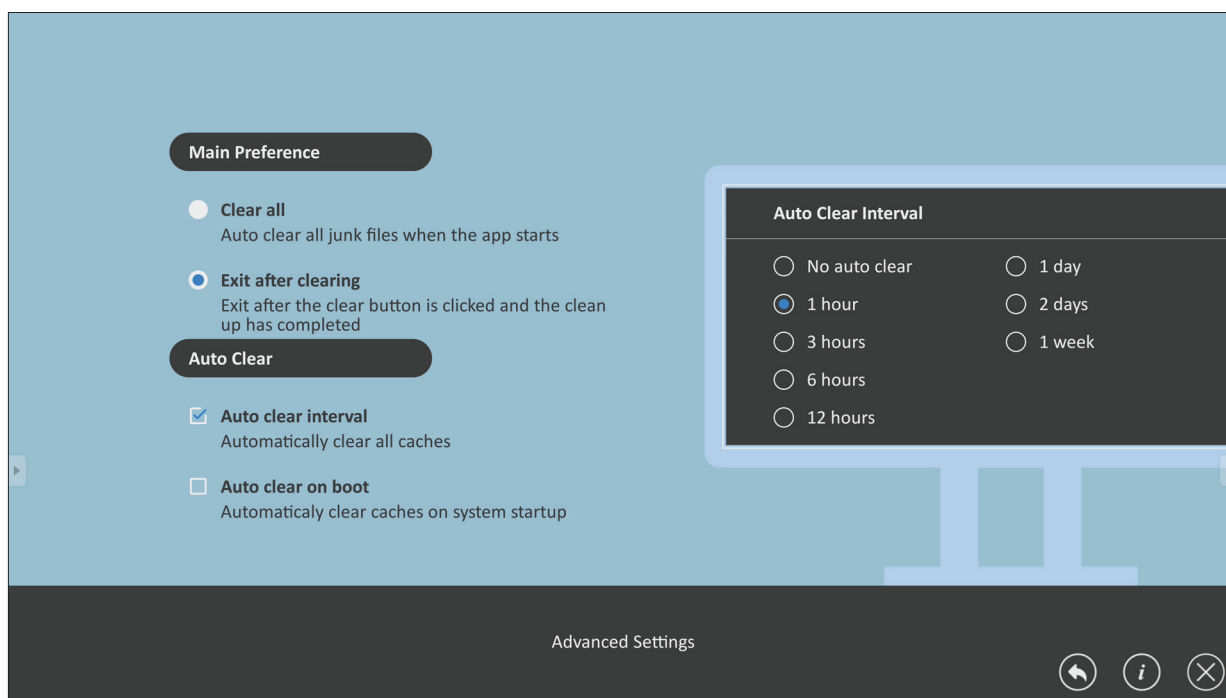 Main Preference
Clear all
Auto clear all junk files when the app starts
Exit after clearing
Exit after the clear button is clicked and the clean
up has completed
Auto Clear
Auto clear interval
Automatically clear all caches
Auto clear on boot
Automaticaly clear caches on system startup
Auto Clear Interval
No auto clear
1 hour
3 hours
6 hours
12 hours
1 day
2 days
1 week
Advanced Settings
i